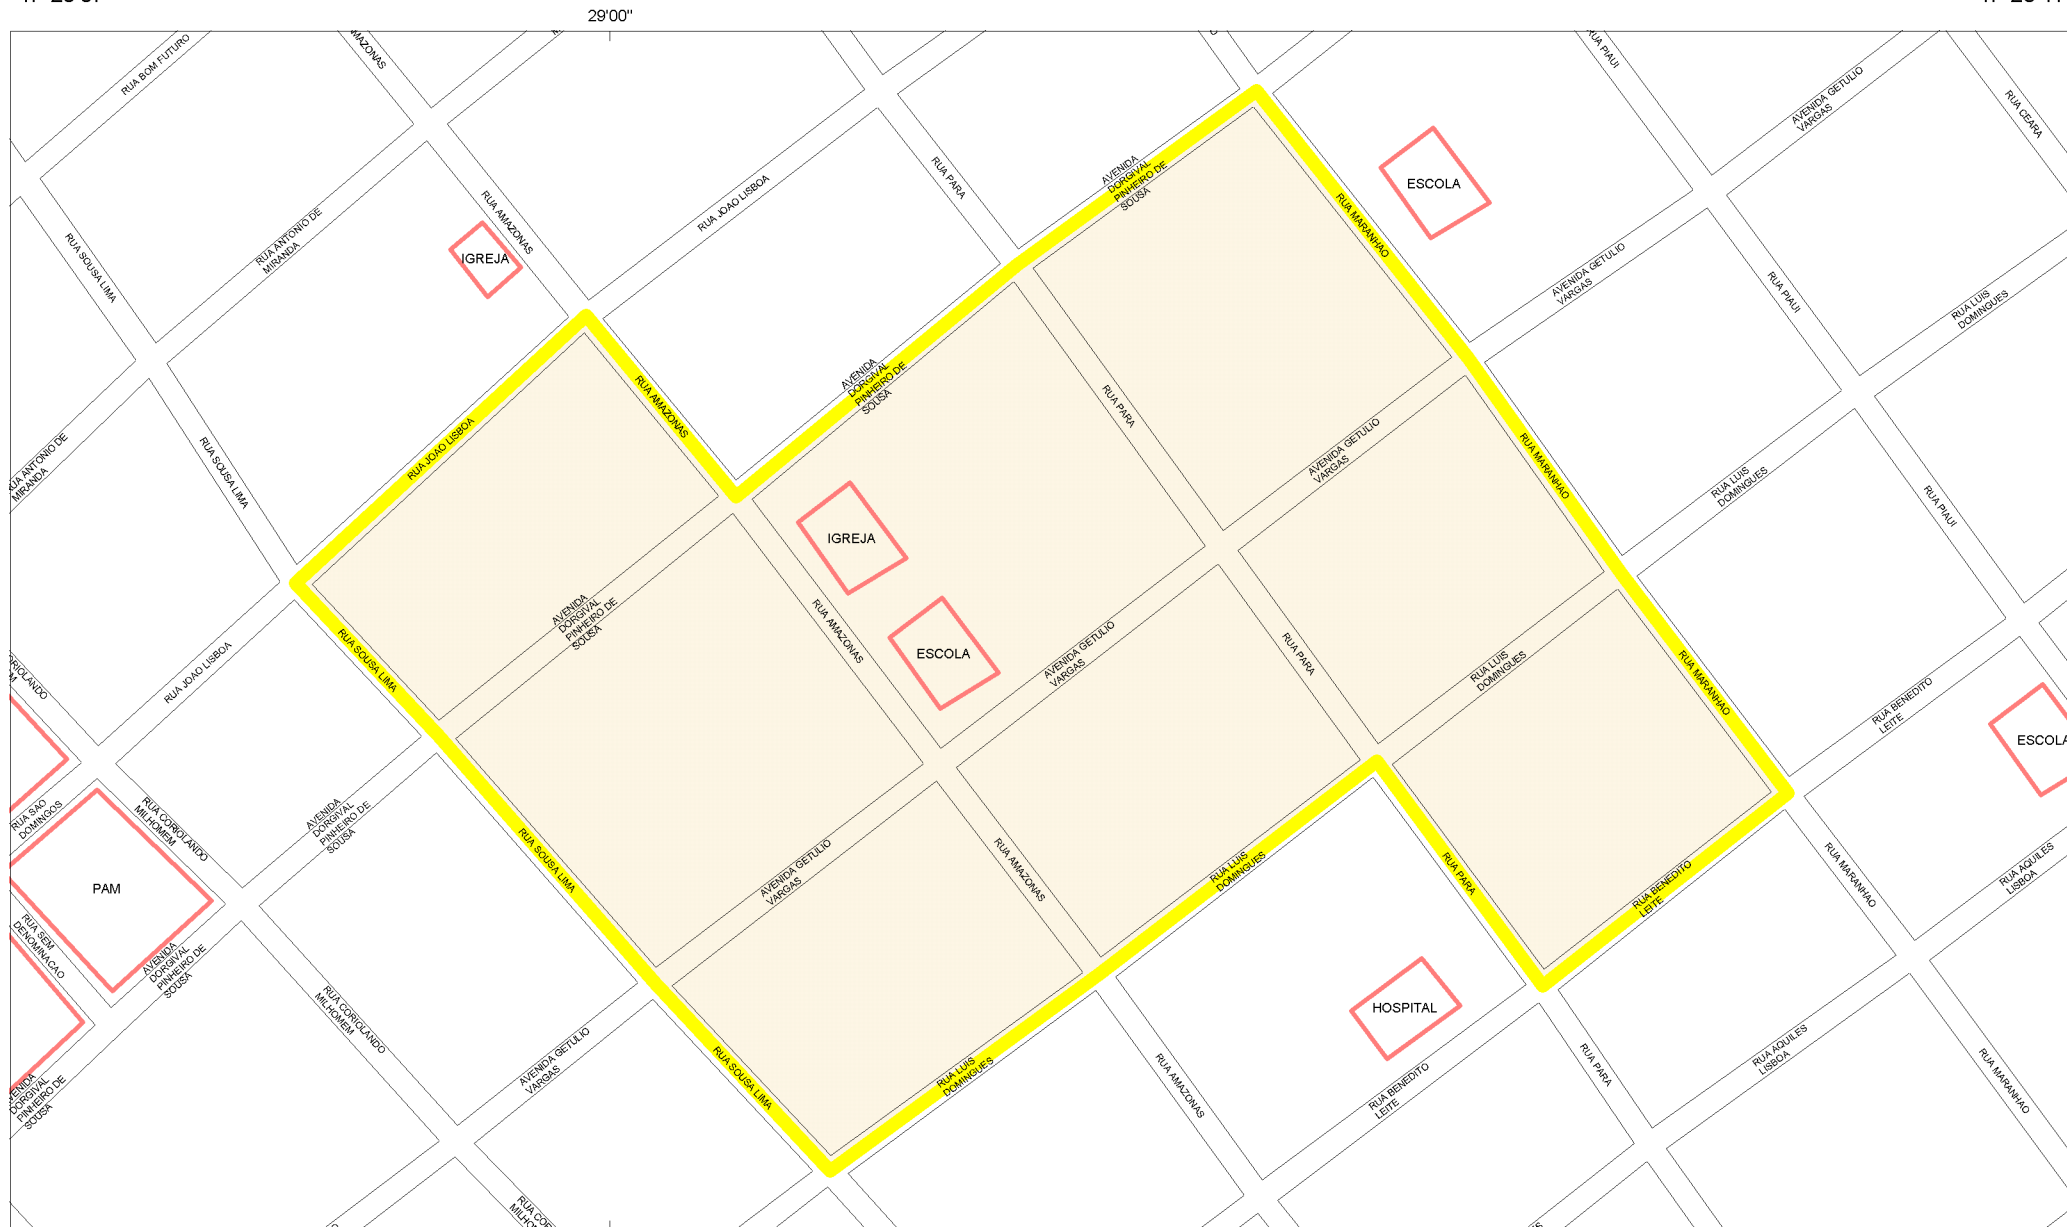 29'00"
RUA BOM FUTURO
RUA PIAUI
AVENIDA GETULIO
VARGAS
RUA CEARA
RUA PARA
AVENIDA
DORGIVAL
PINHEIRO DE
SOUSA
ESCOLA
RUA JOAO LISBOA
RUA AMAZONAS
RUA ANTONIO DE
MIRANDA
IGREJA
RUA SOUSA LIMA
RUA MARANHAO
AVENIDA GETULIO
VARGAS
RUA PIAUI
RUA LUIS
DOMINGUES
AVENIDA
DORGIVAL
PINHEIRO DE
SOUSA
RUA AMAZONAS
RUA PARA
RUA JOAO LISBOA
AVENIDA GETULIO
VARGAS
RUA MARANHAO
RUA LUIS
DOMINGUES
RUA PIAUI
MIRANDA
RUA SOUSA LIMA
IGREJA
AVENIDA
DORGIVAL
PINHEIRO DE
SOUSA
RUA AMAZONAS
ESCOLA
AVENIDA GETULIO
VARGAS
RUA PARA
RUA LUIS
DOMINGUES
RUA MARANHAO
RUA BENEDITO
LEITE
ESCOLA
RUA SOUSA LIMA
RUA JOAO LISBOA
RUA SAO
DOMINGOS
RUA CORIOLANDO
MILHOMEM
AVENIDA
DORGIVAL
PINHEIRO DE
SOUSA
RUA SOUSA LIMA
AVENIDA GETULIO
VARGAS
RUA AMAZONAS
RUA LUIS
DOMINGUES
RUA PARA
RUA BENEDITO
LEITE
RUA MARANHAO
RUA AQUILES
LISBOA
PAM
RUA SEM
DENOMINACAO
AVENIDA
DORGIVAL
PINHEIRO DE
SOUSA
RUA CORIOLANDO
MILHOMEM
HOSPITAL
AVENIDA GETULIO
VARGAS
RUA SOUSA LIMA
RUA LUIS
DOMINGUES
RUA AMAZONAS
RUA BENEDITO
LEITE
RUA PARA
RUA AQUILES
LISBOA
RUA MARANHAO
DORGIVAL
PINHEIRO DE
SOUSA